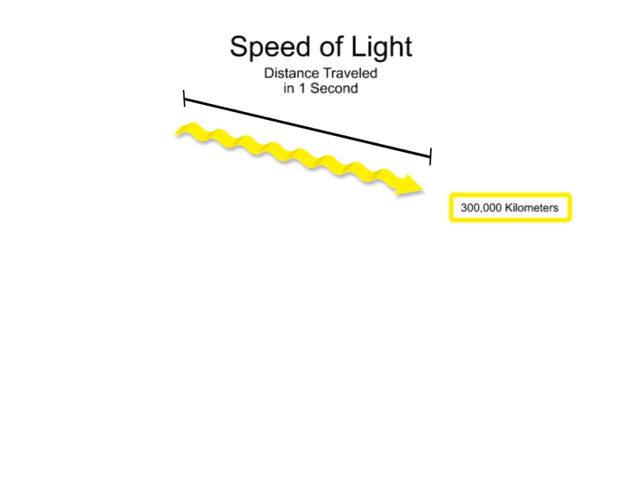 Speed of Light
Distance Traveled
in 1 Second
300,000 Kilometers